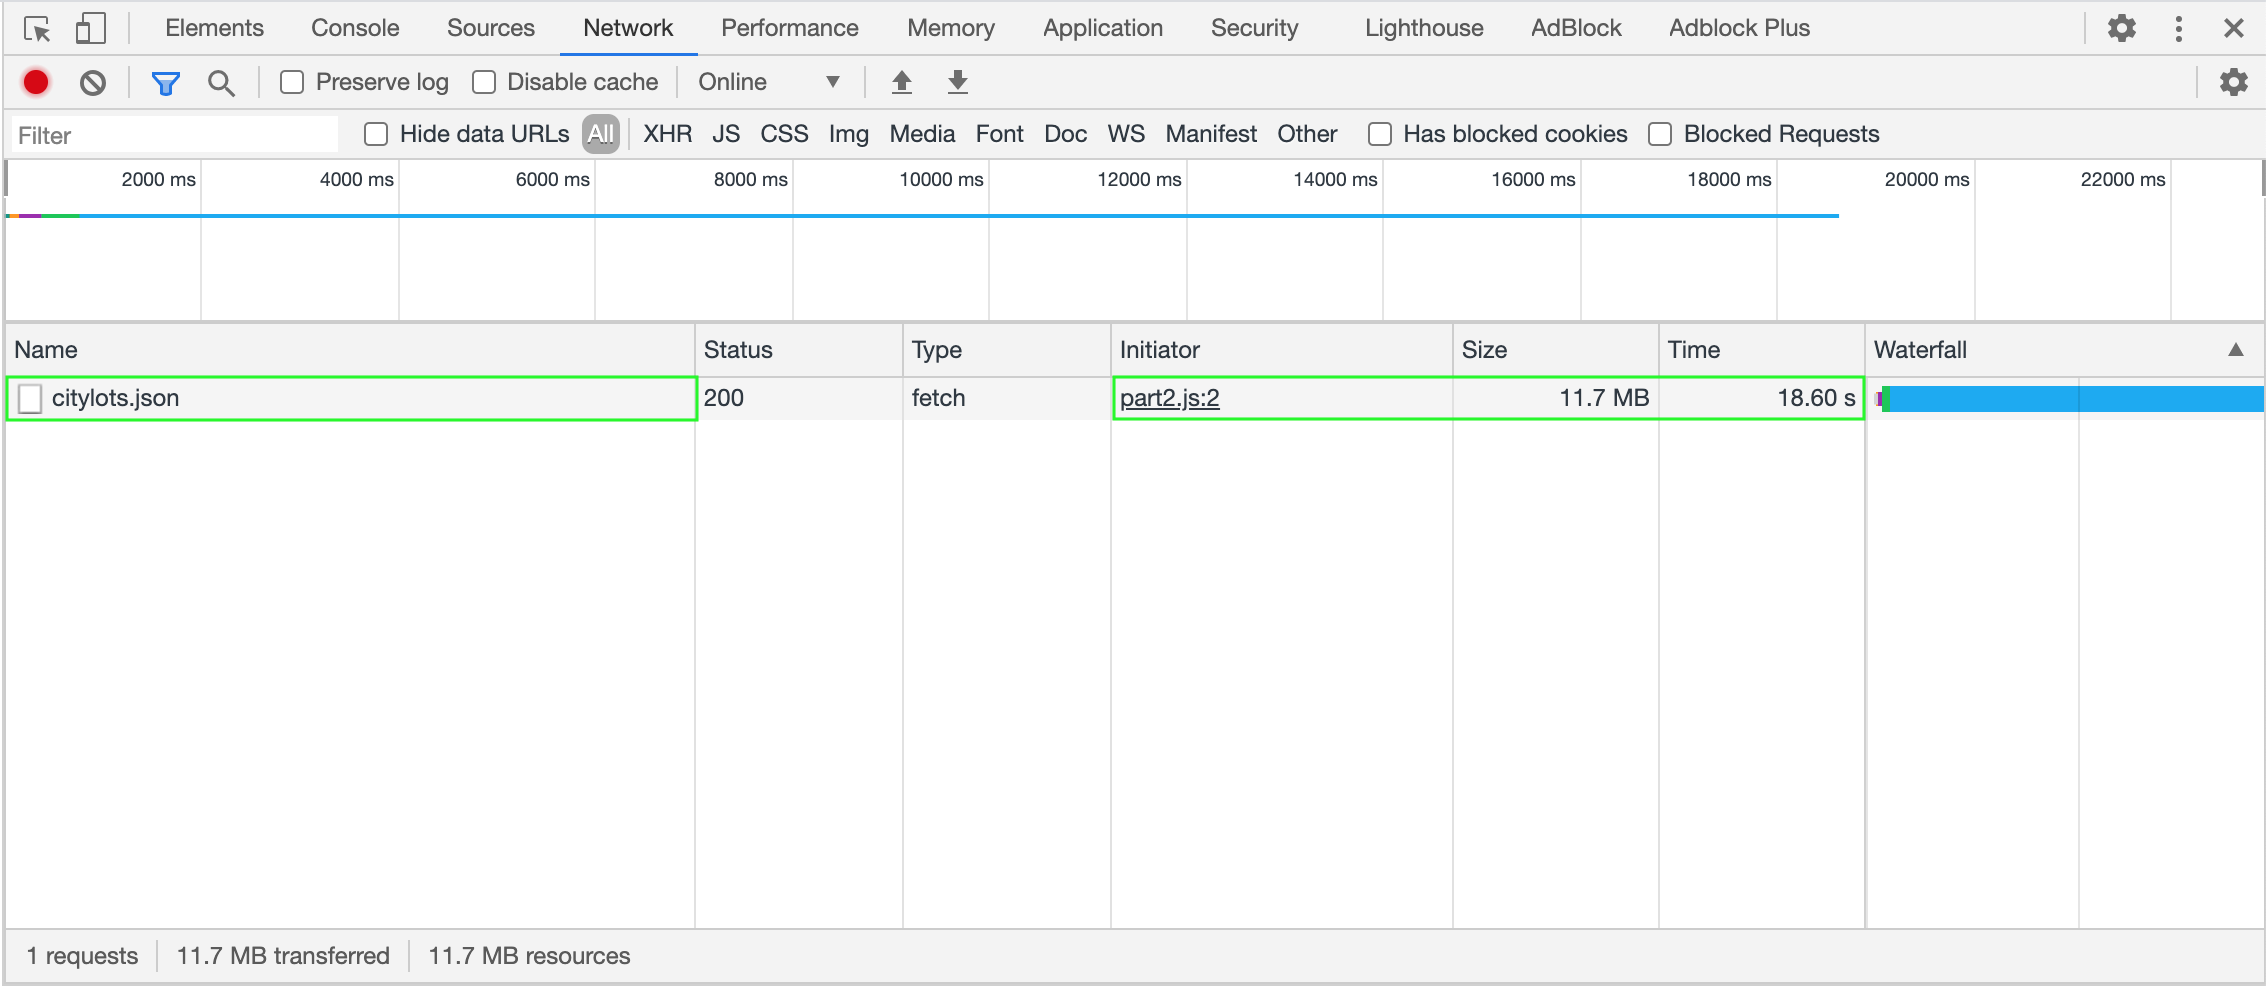 Elements Console Sources Network Performance Memory Application Security Lighthouse AdBlock Adblock Plus
Preserve log Disable cache Online
Filter Hide data URLs All XHR JS CSS Img Media Font Doc WS Manifest Other Has blocked cookies Blocked Requests
2000 ms 4000 ms 6000 ms 8000 ms 10000 ms 12000 ms 14000 ms 16000 ms 18000 ms 20000 ms 22000 ms
Name Status Type Initiator Size Time Waterfall
citylots.json 200 fetch part2.js:2 11.7 MB 18.60 s
1 requests 11.7 MB transferred 11.7 MB resources